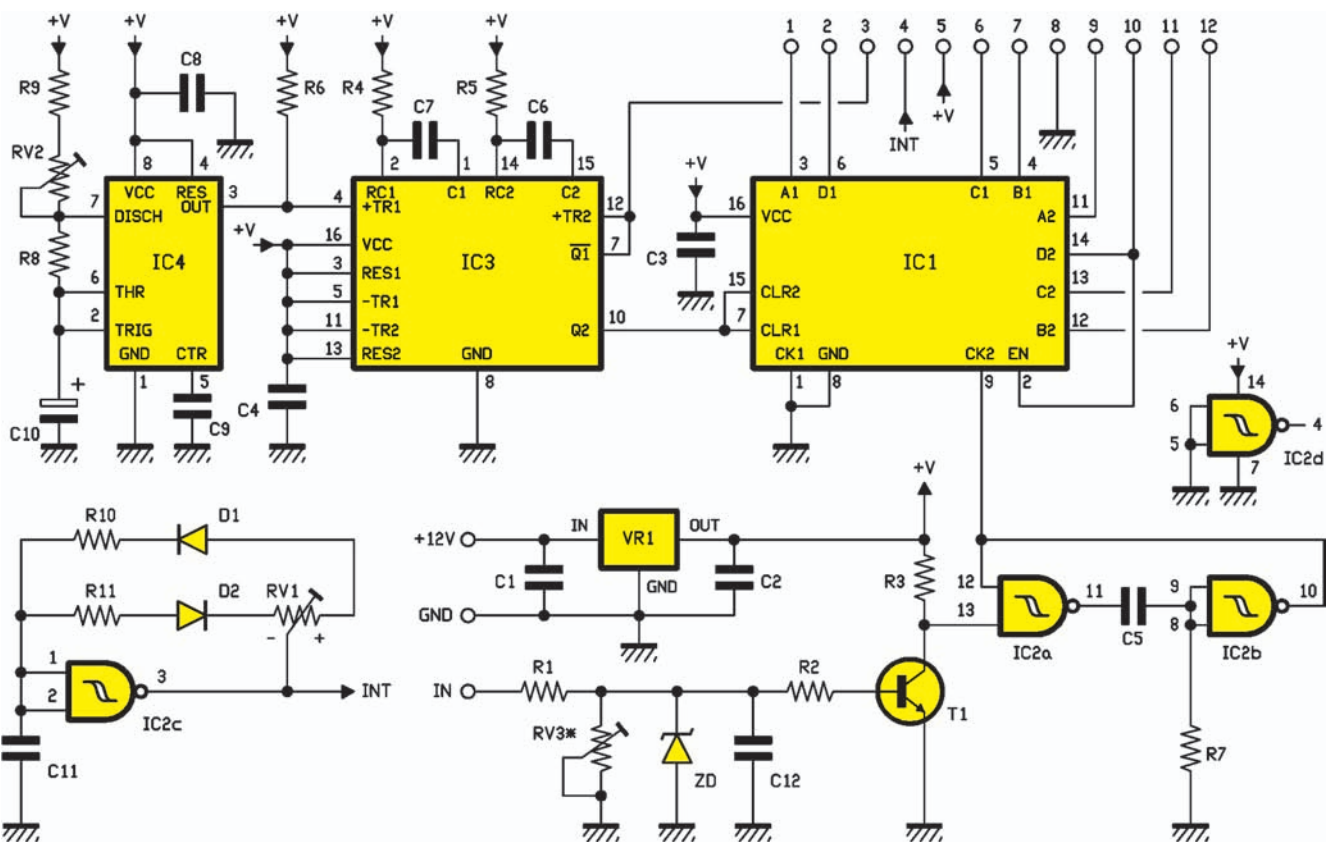 +V +V +V +V +V 1 2 3 4 5 6 7 8 9 10 11 12
R9 C8 R6 R4 C7 R5 C6 +V INT
RV2 8 4 2 1 14 15 +V 3 6 5 4
VCC RES RC1 C1 RC2 C2 A1 D1 C1 B1
7 DISCH OUT 3 4 +TR1 +TR2 12 16 VCC A2 11
+V 16 VCC Q1 7 C3 D2 14
R8 IC4 3 RES1 IC3 IC1
6 THR 5 -TR1 15 CLR2 C2 13
2 TRIG 11 -TR2 Q2 10 7 CLR1 B2 12
GND CTR 13 RES2 GND CK1 GND CK2 EN +V
1 5 8 1 8 9 2 14
+ C10 C9 C4 6 5 4 IC2d
7
R10 D1 +V
+12V IN VR1 OUT
R11 D2 RV1 C1 GND C2 R3 12 11 9 10
- + GND 13 C5 8
IC2a IC2b
1 3 INT IN R1 R2
2 IC2c T1
RV3* R7
C11 ZD C12